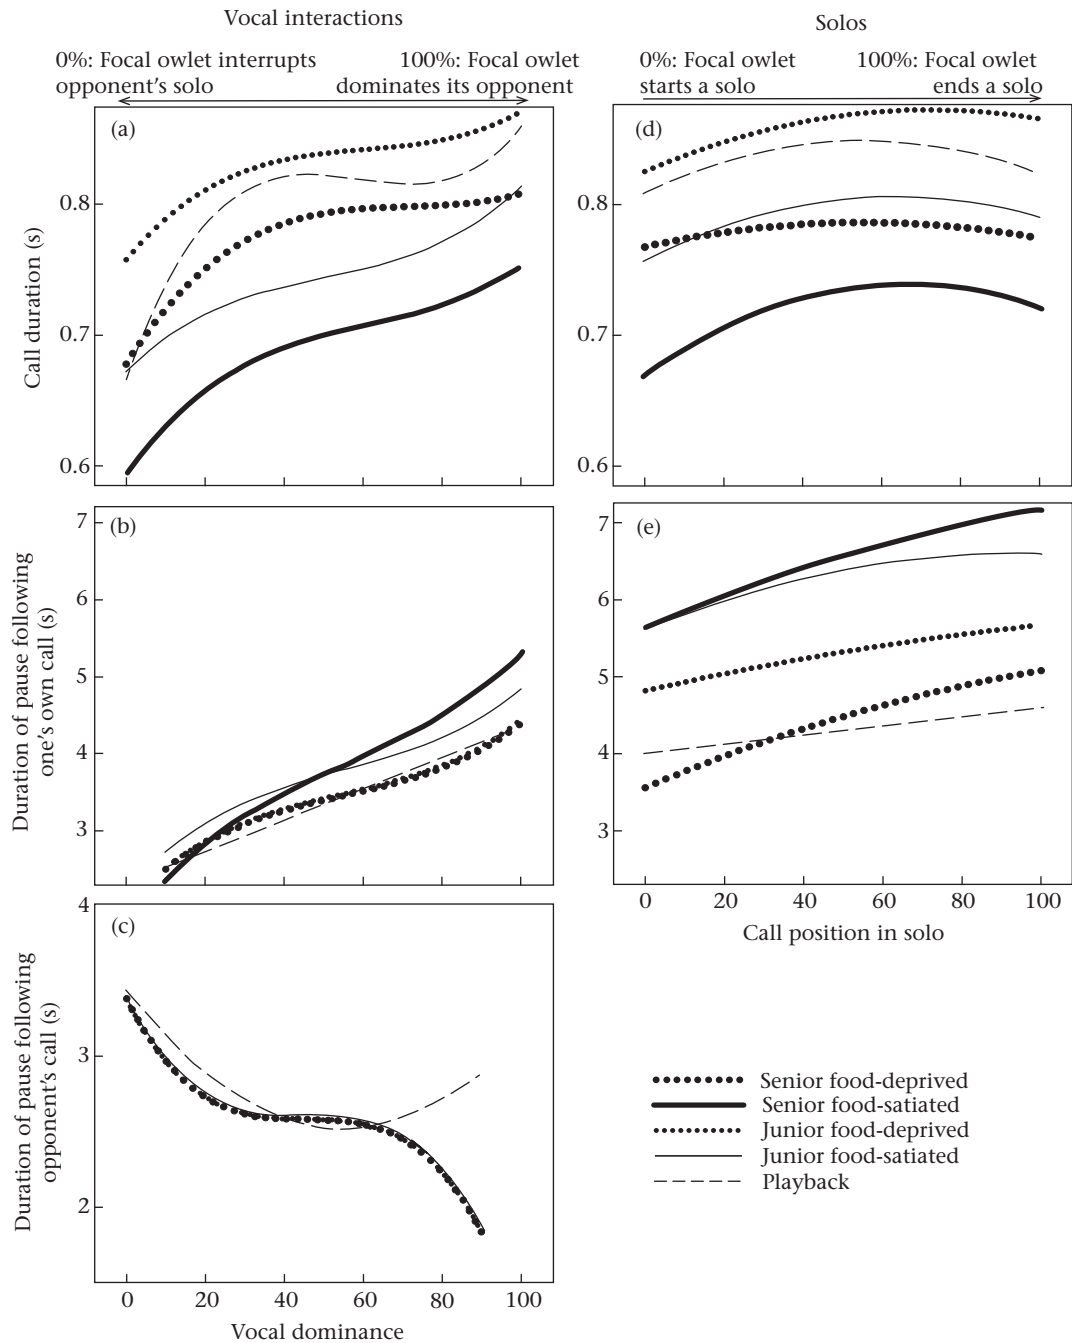 Vocal interactions
Solos
0%: Focal owlet interrupts
opponent's solo
100%: Focal owlet
dominates its opponent
0%: Focal owlet
starts a solo
100%: Focal owlet
ends a solo
(a)
0.8
0.7
0.6
Call duration (s)
(d)
0.8
0.7
0.6
(b)
7
6
5
4
3
Duration of pause following
one's own call (s)
(e)
7
6
5
4
3
0 20 40 60 80 100
Call position in solo
(c)
4
3
2
Duration of pause following
opponent's call (s)
0 20 40 60 80 100
Vocal dominance
Senior food-deprived
Senior food-satiated
Junior food-deprived
Junior food-satiated
Playback